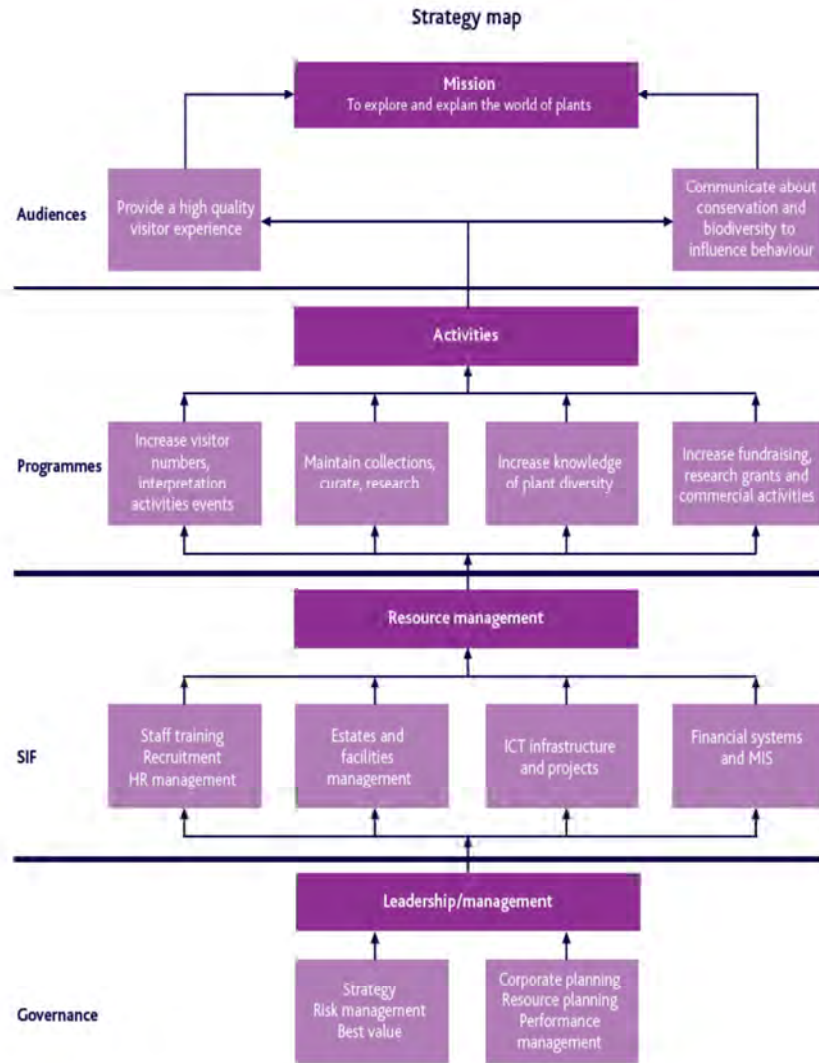 Strategy map
Mission
To explore and explain the world of plants
Audiences
Provide a high quality
visitor experience
Communicate about
conservation and
biodiversity to
influence behaviour
Activities
Programmes
Increase visitor
numbers,
interpretation
activities events
Maintain collections,
curate, research
Increase knowledge
of plant diversity
Increase fundraising,
research grants and
commercial activities
Resource management
SIF
Staff training
Recruitment
HR management
Estates and
facilities
management
ICT infrastructure
and projects
Financial systems
and MIS
Leadership/management
Governance
Strategy
Risk management
Best value
Corporate planning
Resource planning
Performance
management